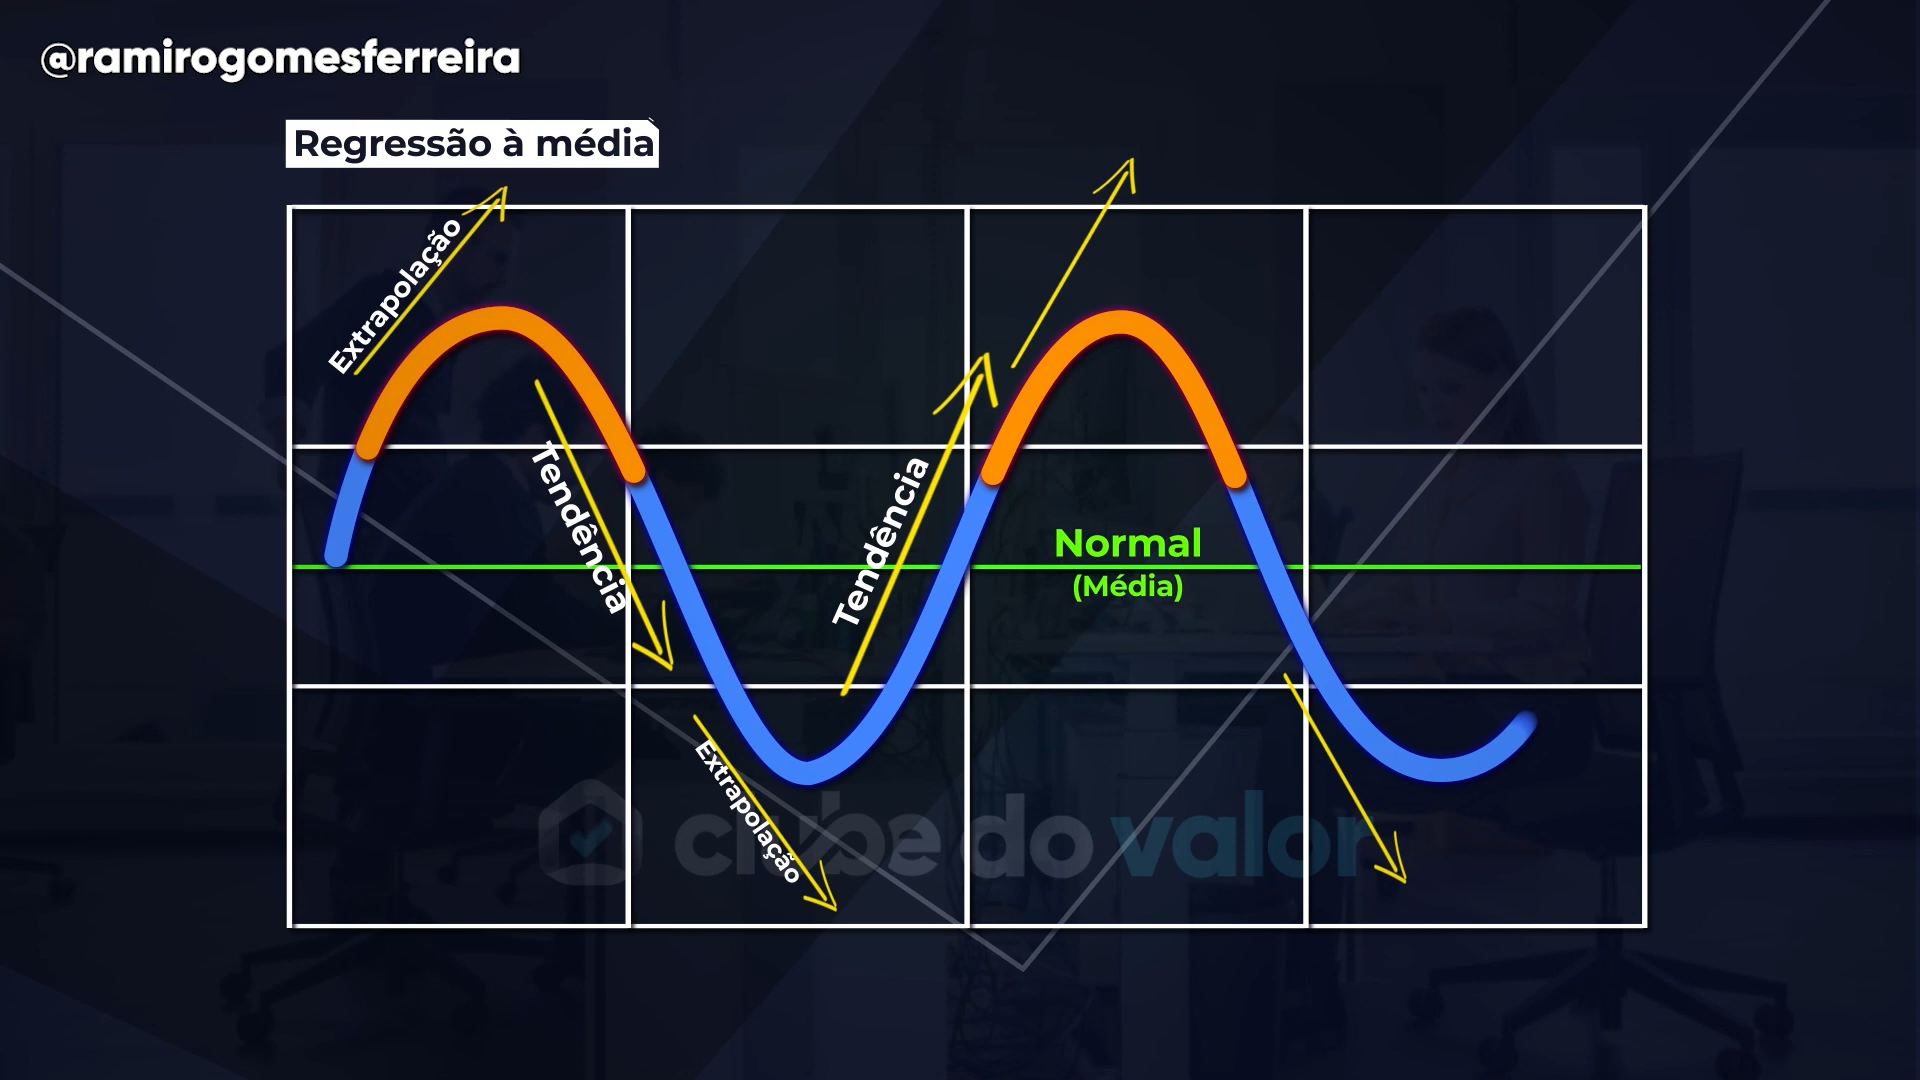 @ramirogomesferreira
Regressão à média
Extrapolação
Tendência
Tendência
Normal
(Média)
Extrapolação
clube do valor